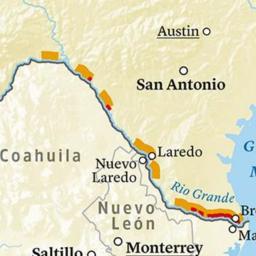 Austin
San Antonio
Coahuila
Laredo
Nuevo
Laredo
Rio Grande
G
Nuevo
León
Br
Ma
Saltillo
Monterrey